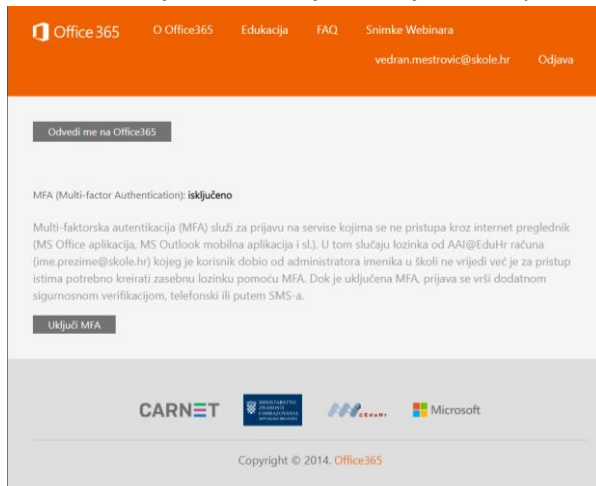 Office 365 O Office365 Edukacija FAQ Snimke Webinara
vedran.mestrovic@skole.hr Odjava
Odvedi me na Office365
MFA (Multi-factor Authentication): isključeno
Multi-faktorska autentikacija (MFA) služi za prijavu na servise kojima se ne pristupa kroz internet preglednik
(MS Office aplikacija, MS Outlook mobilna aplikacija i sl.). U tom slučaju lozinka od AAI@EduHr računa
(ime.prezime@skole.hr) kojeg je korisnik dobio od administratora imenika u školi ne vrijedi već je za pristup
istima potrebno kreirati zasebnu lozinku pomoću MFA. Dok je uključena MFA, prijava se vrši dodatnom
sigurnosnom verifikacijom, telefonski ili putem SMS-a.
Uključi MFA
CARNET Microsoft
Copyright © 2014. Office365